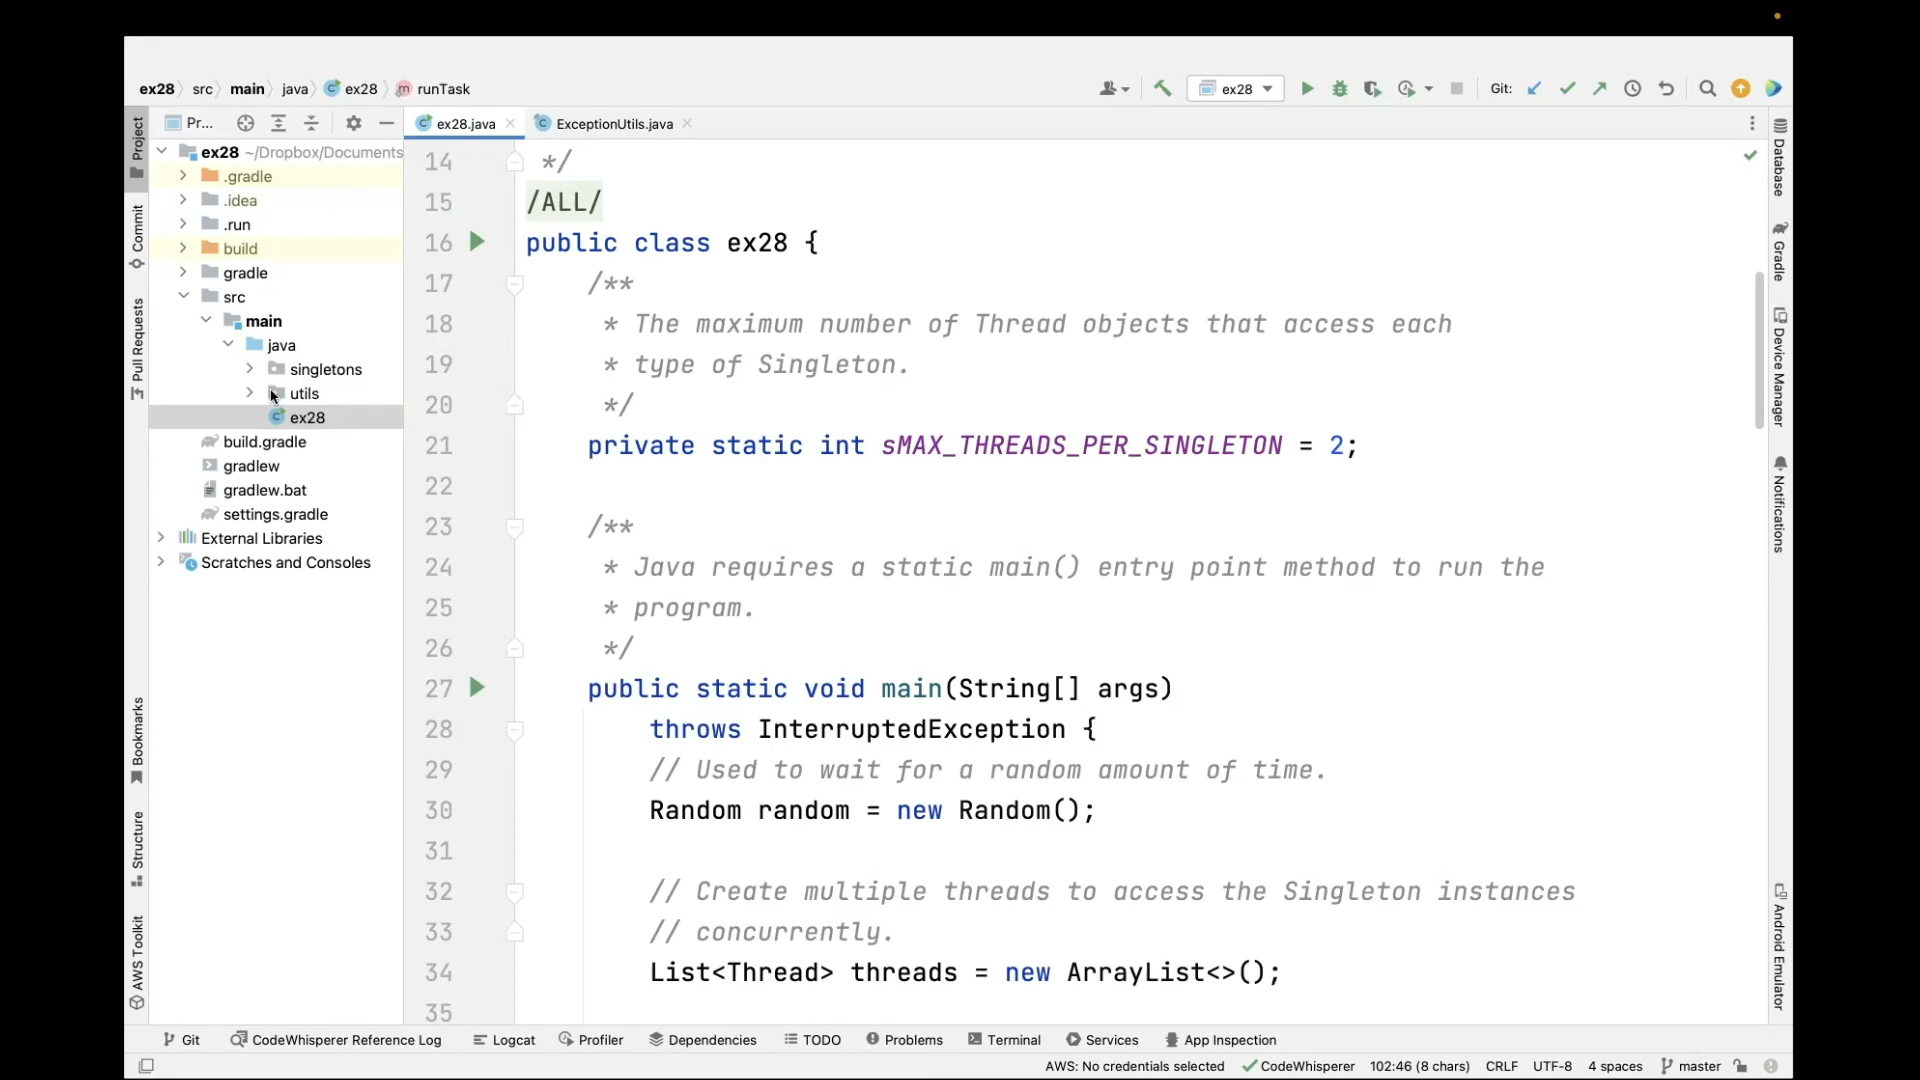 ex28 src main java ex28 runTask
ex28
Git:
Pr...
ex28.java
ExceptionUtils.java
Project
Commit
Pull Requests
Bookmarks
Structure
AWS Toolkit
ex28 ~/Dropbox/Documents
.gradle
.idea
.run
build
gradle
src
main
java
singletons
utils
ex28
build.gradle
gradlew
gradlew.bat
settings.gradle
External Libraries
Scratches and Consoles
14 */
15 /ALL/
16 public class ex28 {
17 /**
18 * The maximum number of Thread objects that access each
19 * type of Singleton.
20 */
21 private static int sMAX_THREADS_PER_SINGLETON = 2;
22
23 /**
24 * Java requires a static main() entry point method to run the
25 * program.
26 */
27 public static void main(String[] args)
28 throws InterruptedException {
29 // Used to wait for a random amount of time.
30 Random random = new Random();
31
32 // Create multiple threads to access the Singleton instances
33 // concurrently.
34 List<Thread> threads = new ArrayList<>();
35
Database
Gradle
Device Manager
Notifications
Android Emulator
Git CodeWhisperer Reference Log Logcat Profiler Dependencies TODO Problems Terminal Services App Inspection
AWS: No credentials selected CodeWhisperer 102:46 (8 chars) CRLF UTF-8 4 spaces master